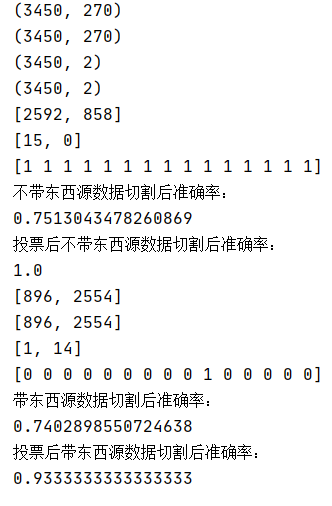 (3450, 270)
(3450, 270)
(3450, 2)
(3450, 2)
[2592, 858]
[15, 0]
[1 1 1 1 1 1 1 1 1 1 1 1 1 1 1]
不带东西源数据切割后准确率：
0.7513043478260869
投票后不带东西源数据切割后准确率：
1.0
[896, 2554]
[896, 2554]
[1, 14]
[0 0 0 0 0 0 0 0 0 1 0 0 0 0 0]
带东西源数据切割后准确率：
0.7402898550724638
投票后带东西源数据切割后准确率：
0.9333333333333333